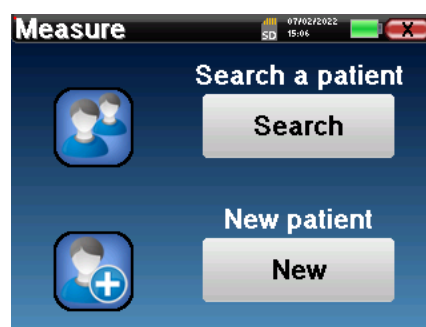 Measure
SD
07/02/2022
15:06
X
Search a patient
Search
New patient
New